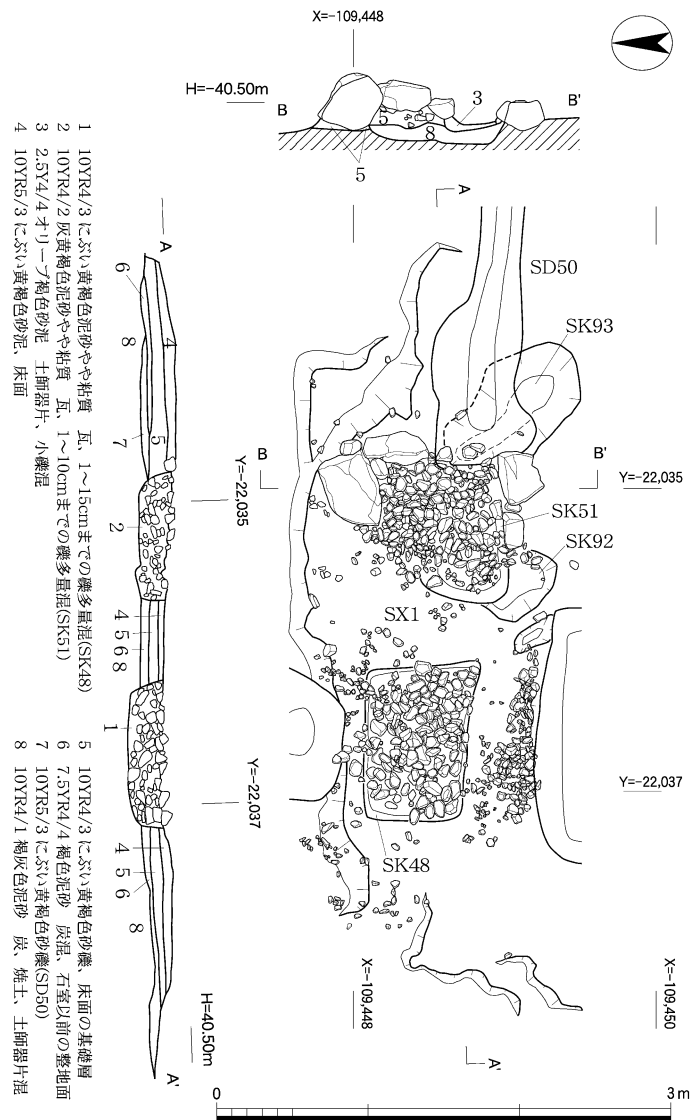 X=-109,448
H=-40.50m
B
B'
3
5
8
5
A
SD50
SK93
B
B'
Y=-22,035
SK51
SK92
SX1
Y=-22,037
SK48
X=-109,448
X=-109,450
A'
A
6
8
4
7
5
Y=-22,035
2
4
5
6
8
1
Y=-22,037
4
5
6
8
H=40.50m
A'
0
3 m
1 10YR4/3 にぶい黄褐色泥砂やや粘質 瓦、1〜15cmまでの礫多量混(SK48)
2 10YR4/2 灰黄褐色泥砂やや粘質 瓦、1〜10cmまでの礫多量混(SK51)
3 2.5Y4/4 オリーブ褐色砂泥 土師器片、小礫混
4 10YR5/3 にぶい黄褐色砂泥、床面
5 10YR4/3 にぶい黄褐色砂礫、床面の基礎層
6 7.5YR4/4 褐色泥砂 炭混、石室以前の整地面
7 10YR5/3 にぶい黄褐色砂礫(SD50)
8 10YR4/1 褐灰色泥砂 炭、焼土、土師器片混